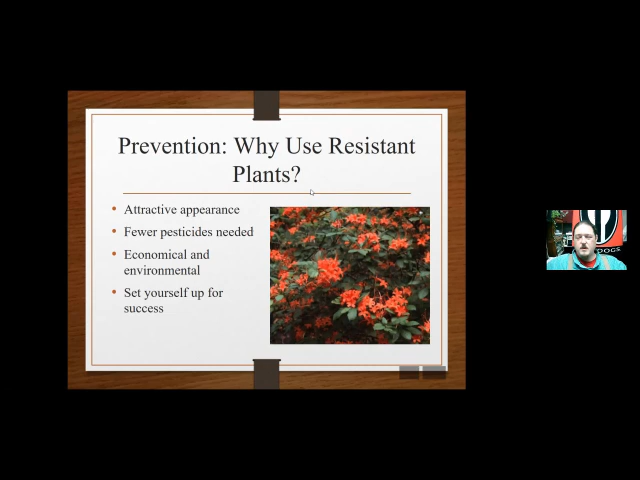 Prevention: Why Use Resistant
Plants?
Attractive appearance
Fewer pesticides needed
Economical and
environmental
Set yourself up for
success